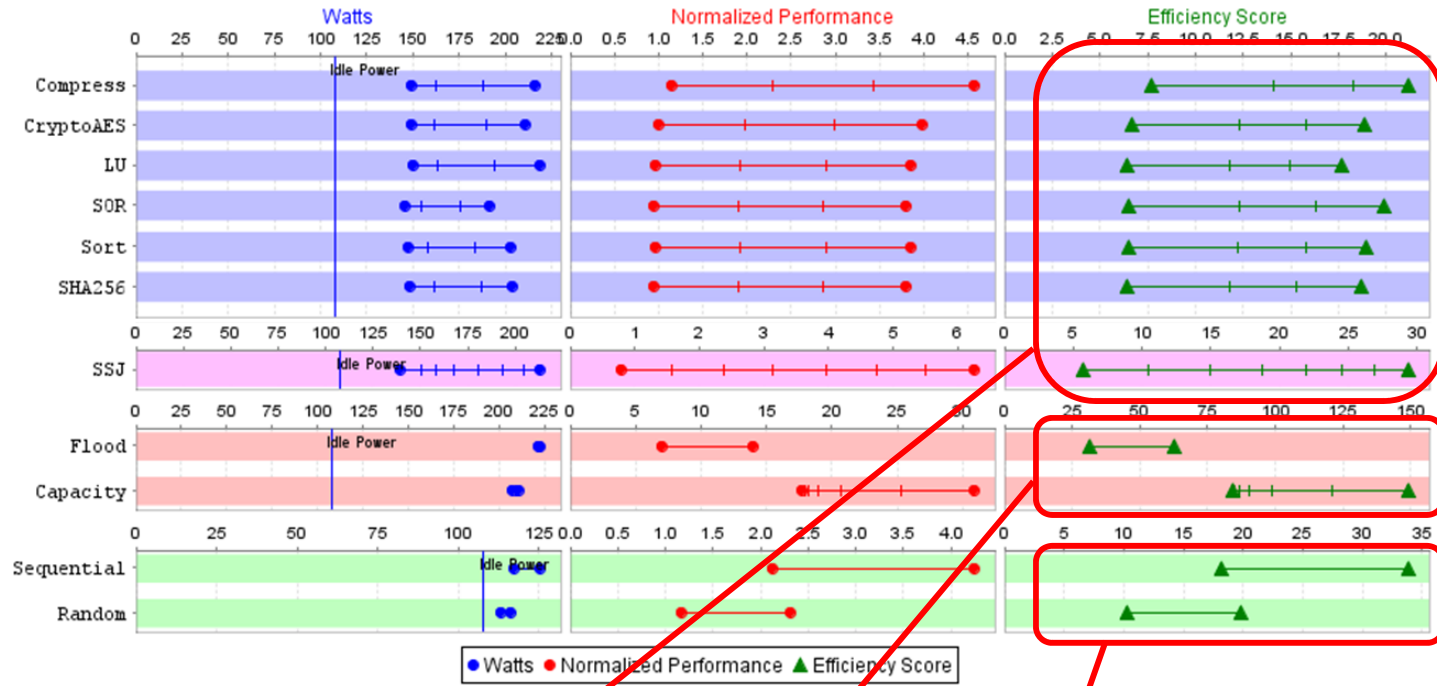 Watts Normalized Performance Efficiency Score
0 25 50 75 100 125 150 175 200 225 0.0 0.5 1.0 1.5 2.0 2.5 3.0 3.5 4.0 4.5 0.0 2.5 5.0 7.5 10.0 12.5 15.0 17.5 20.0
Idle Power
Compress
CryptoAES
LU
SOR
Sort
SHA256
0 25 50 75 100 125 150 175 200 0 1 2 3 4 5 6 0 5 10 15 20 25 30
SSJ Idle Power
0 25 50 75 100 125 150 175 200 225 0 5 10 15 20 25 30 0 25 50 75 100 125 150
Flood Idle Power
Capacity
0 25 50 75 100 125 0.0 0.5 1.0 1.5 2.0 2.5 3.0 3.5 4.0 0 5 10 15 20 25 30 35
Sequential Idle Power
Random
Watts Normalized Performance Efficiency Score